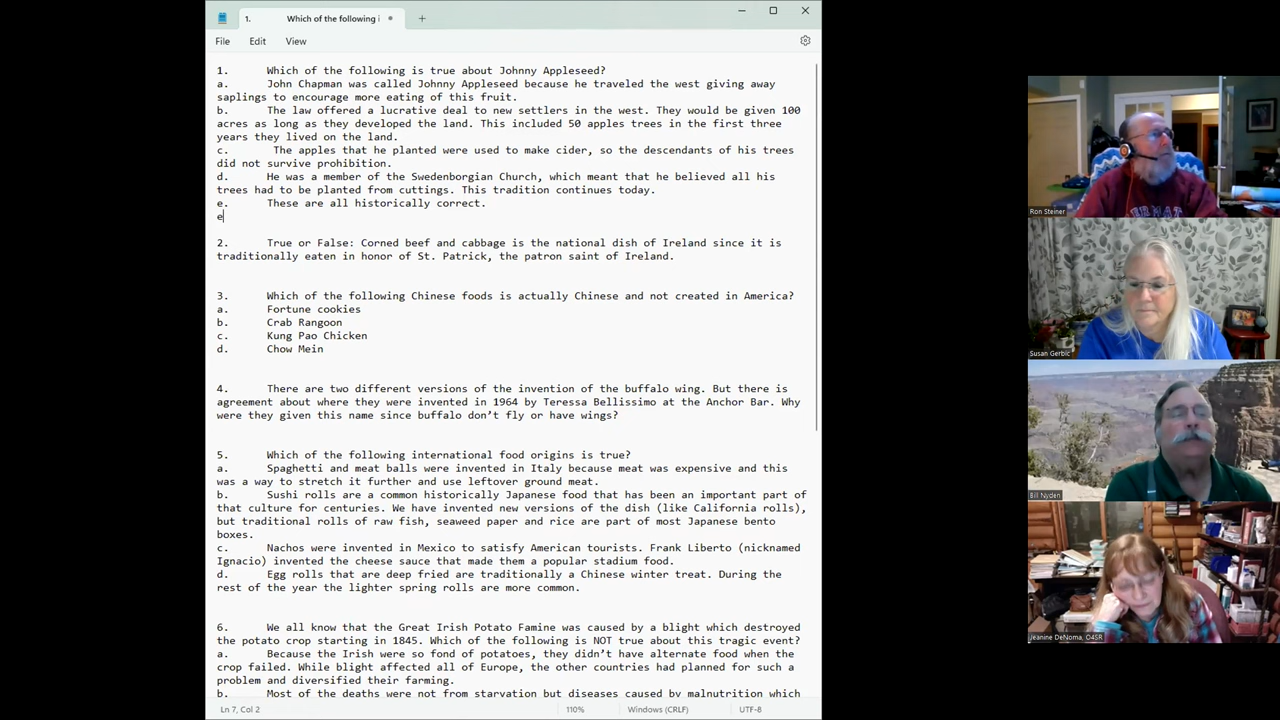 1. Which of the following i
File Edit View
1. Which of the following is true about Johnny Appleseed?
a. John Chapman was called Johnny Appleseed because he traveled the west giving away
saplings to encourage more eating of this fruit.
b. The law offered a lucrative deal to new settlers in the west. They would be given 100
acres as long as they developed the land. This included 50 apples trees in the first three
years they lived on the land.
c. The apples that he planted were used to make cider, so the descendants of his trees
did not survive prohibition.
d. He was a member of the Swedenborgian Church, which meant that he believed all his
trees had to be planted from cuttings. This tradition continues today.
e. These are all historically correct.
e
2. True or False: Corned beef and cabbage is the national dish of Ireland since it is
traditionally eaten in honor of St. Patrick, the patron saint of Ireland.
3. Which of the following Chinese foods is actually Chinese and not created in America?
a. Fortune cookies
b. Crab Rangoon
c. Kung Pao Chicken
d. Chow Mein
4. There are two different versions of the invention of the buffalo wing. But there is
agreement about where they were invented in 1964 by Teressa Bellissimo at the Anchor Bar. Why
were they given this name since buffalo don't fly or have wings?
5. Which of the following international food origins is true?
a. Spaghetti and meat balls were invented in Italy because meat was expensive and this
was a way to stretch it further and use leftover ground meat.
b. Sushi rolls are a common historically Japanese food that has been an important part of
that culture for centuries. We have invented new versions of the dish (like California rolls),
but traditional rolls of raw fish, seaweed paper and rice are part of most Japanese bento
boxes.
c. Nachos were invented in Mexico to satisfy American tourists. Frank Liberto (nicknamed
Ignacio) invented the cheese sauce that made them a popular stadium food.
d. Egg rolls that are deep fried are traditionally a Chinese winter treat. During the
rest of the year the lighter spring rolls are more common.
6. We all know that the Great Irish Potato Famine was caused by a blight which destroyed
the potato crop starting in 1845. Which of the following is NOT true about this tragic event?
a. Because the Irish were so fond of potatoes, they didn't have alternate food when the
crop failed. While blight affected all of Europe, the other countries had planned for such a
problem and diversified their farming.
b. Most of the deaths were not from starvation but diseases caused by malnutrition which
Ln 7, Col 2 110% Windows (CRLF) UTF-8
Ron Steiner
Susan Gerbic
Bill Nyden
Jeanine DeNoma, O4SR